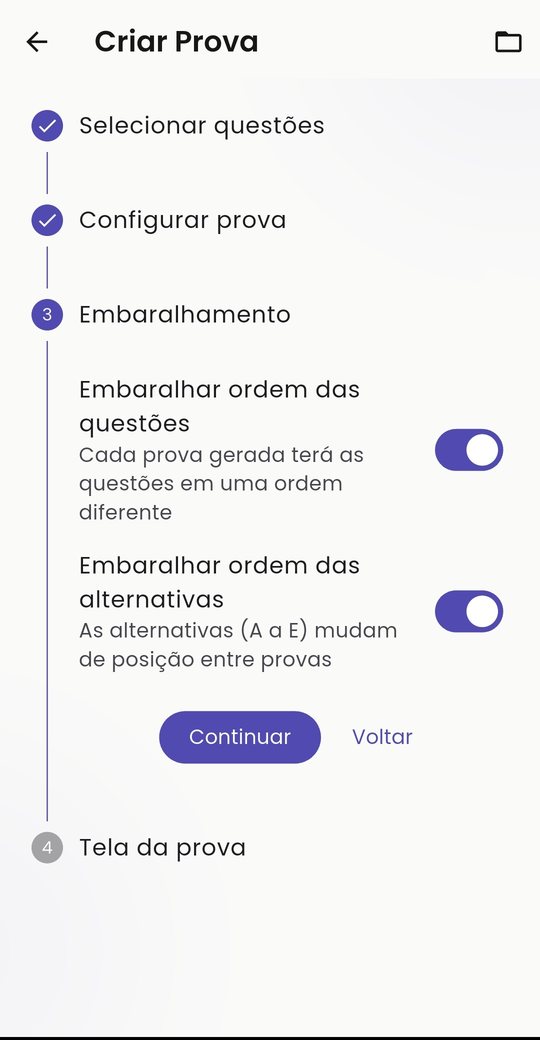 Criar Prova
Selecionar questões
Configurar prova
3 Embaralhamento
Embaralhar ordem das
questões
Cada prova gerada terá as
questões em uma ordem
diferente
Embaralhar ordem das
alternativas
As alternativas (A a E) mudam
de posição entre provas
Continuar Voltar
4 Tela da prova